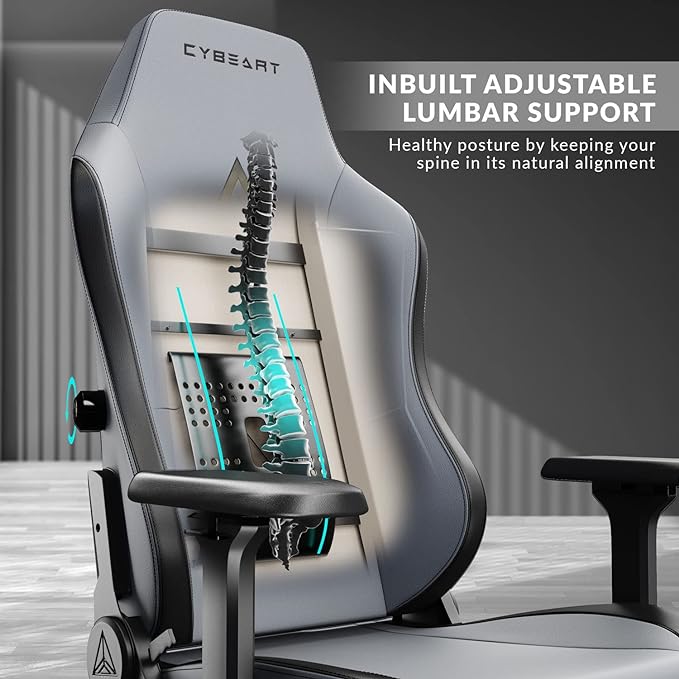 CYBEART
INBUILT ADJUSTABLE
LUMBAR SUPPORT
Healthy posture by keeping your
spine in its natural alignment